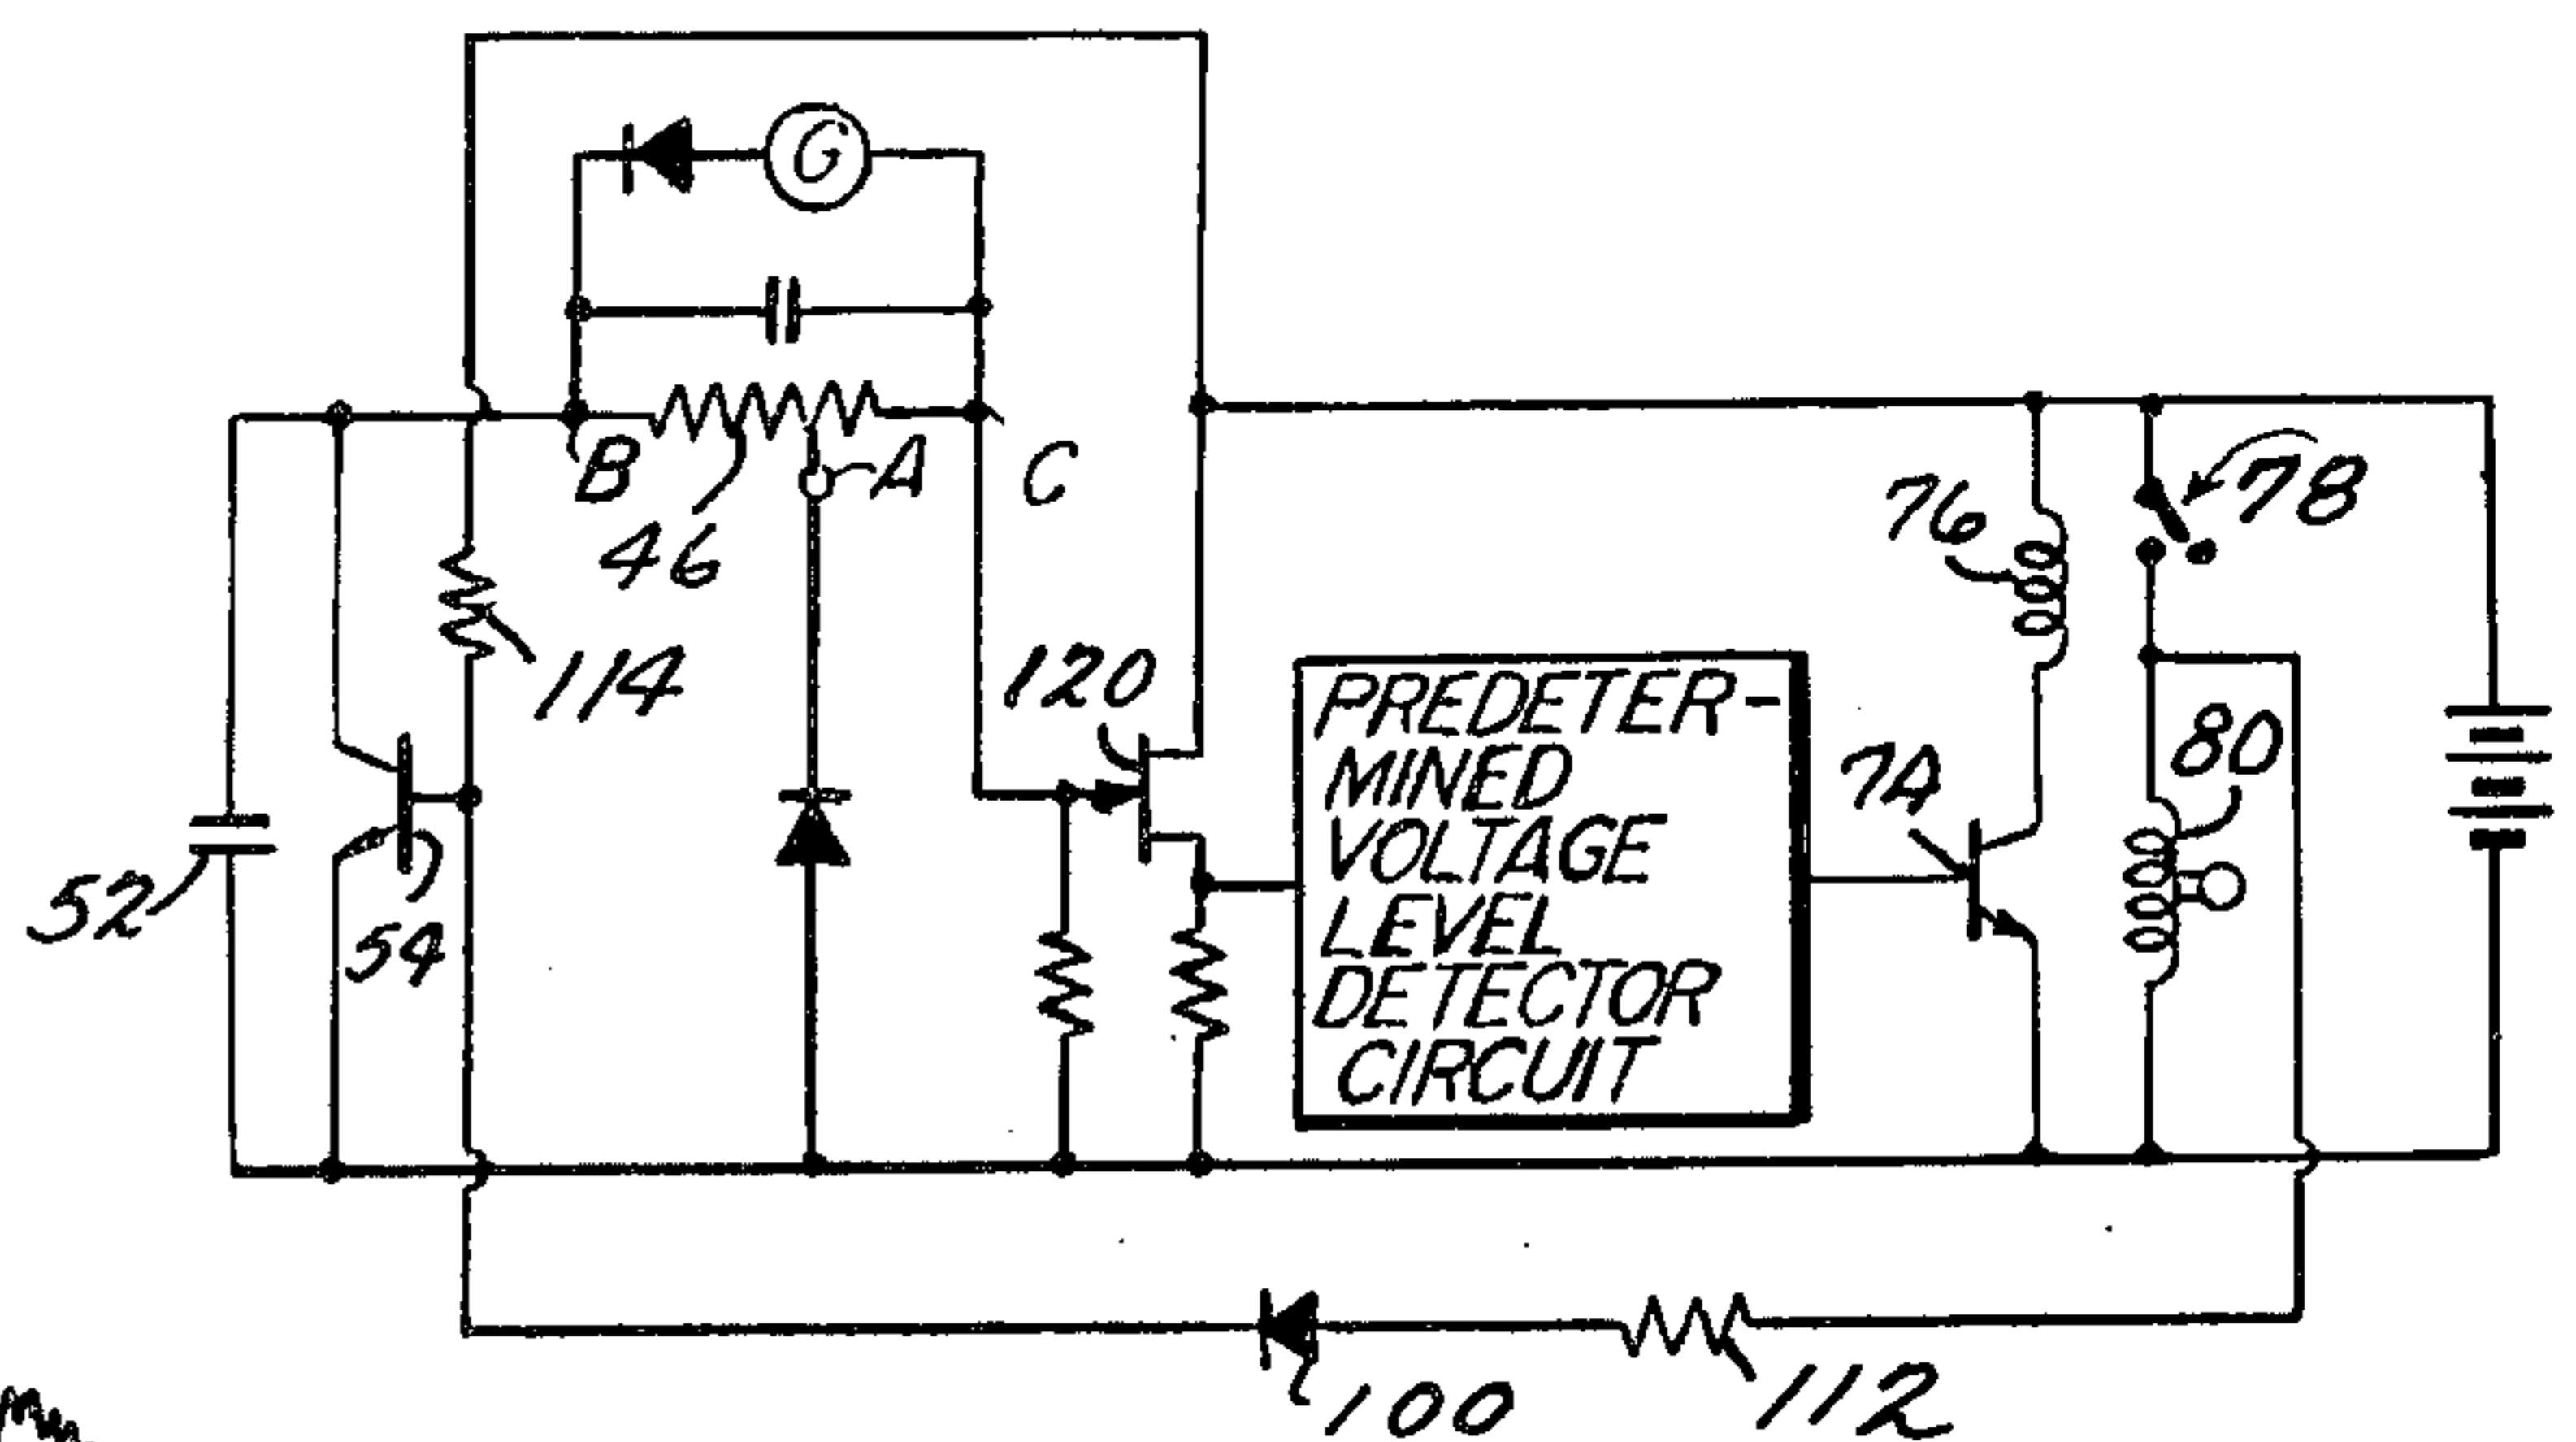 G
B
A
C
46
76
78
114
120
PREDETER-
MINED
VOLTAGE
LEVEL
DETECTOR
CIRCUIT
74
80
52
54
100
112